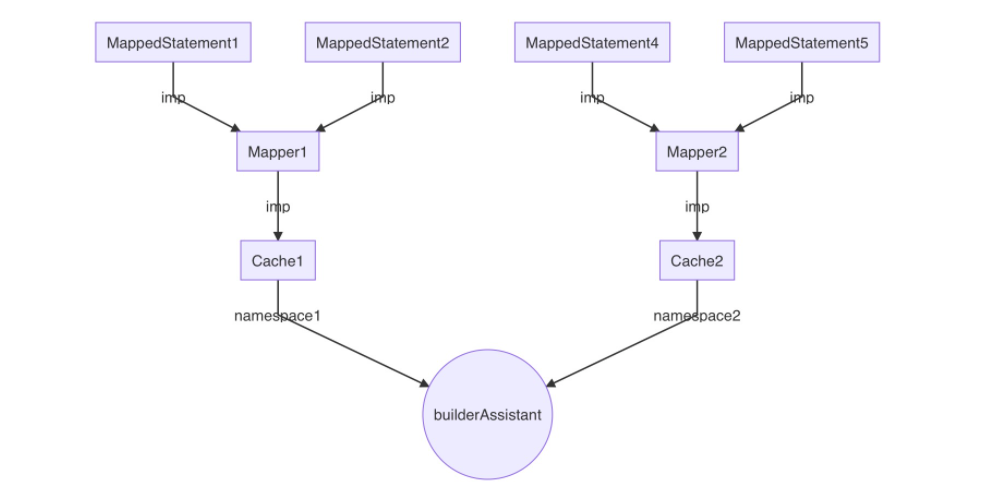 MappedStatement1
MappedStatement2
MappedStatement4
MappedStatement5
imp
imp
imp
imp
Mapper1
Mapper2
imp
imp
Cache1
Cache2
namespace1
namespace2
builderAssistant